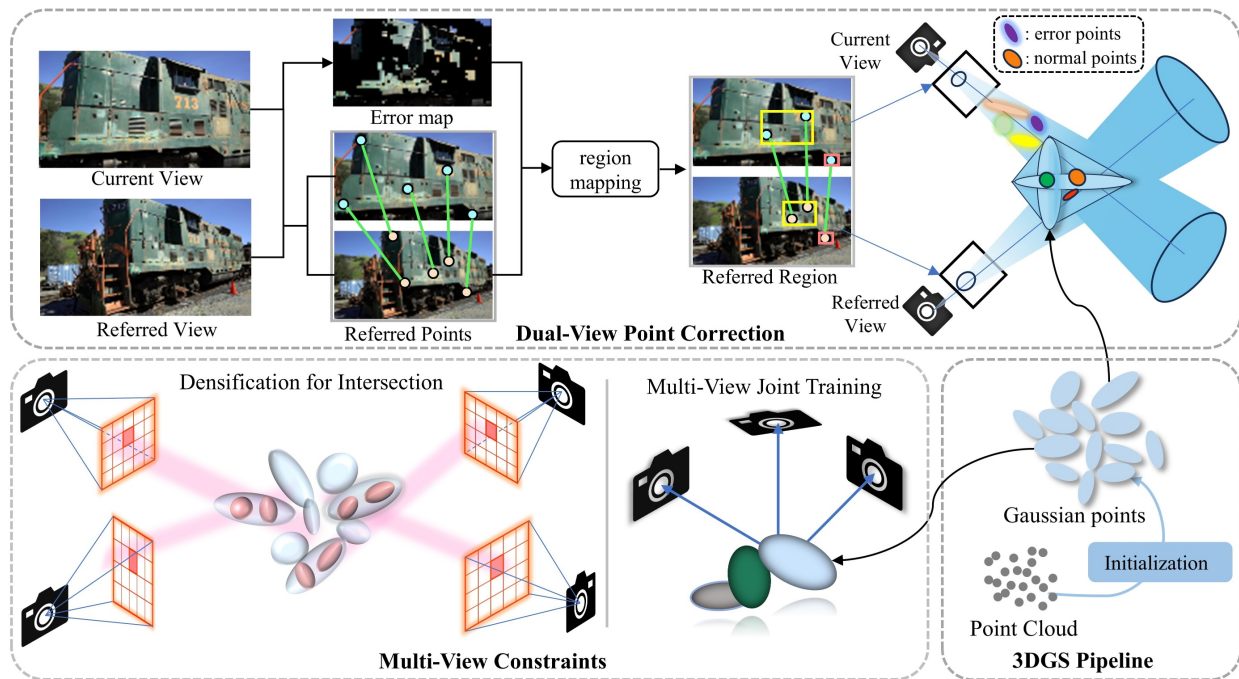 Current View
Referred View
Error map
Referred Points
region
mapping
Referred Region
Current
View
: error points
: normal points
Referred
View
713
Dual-View Point Correction
Densification for Intersection
Multi-View Joint Training
Multi-View Constraints
Gaussian points
Initialization
Point Cloud
3DGS Pipeline